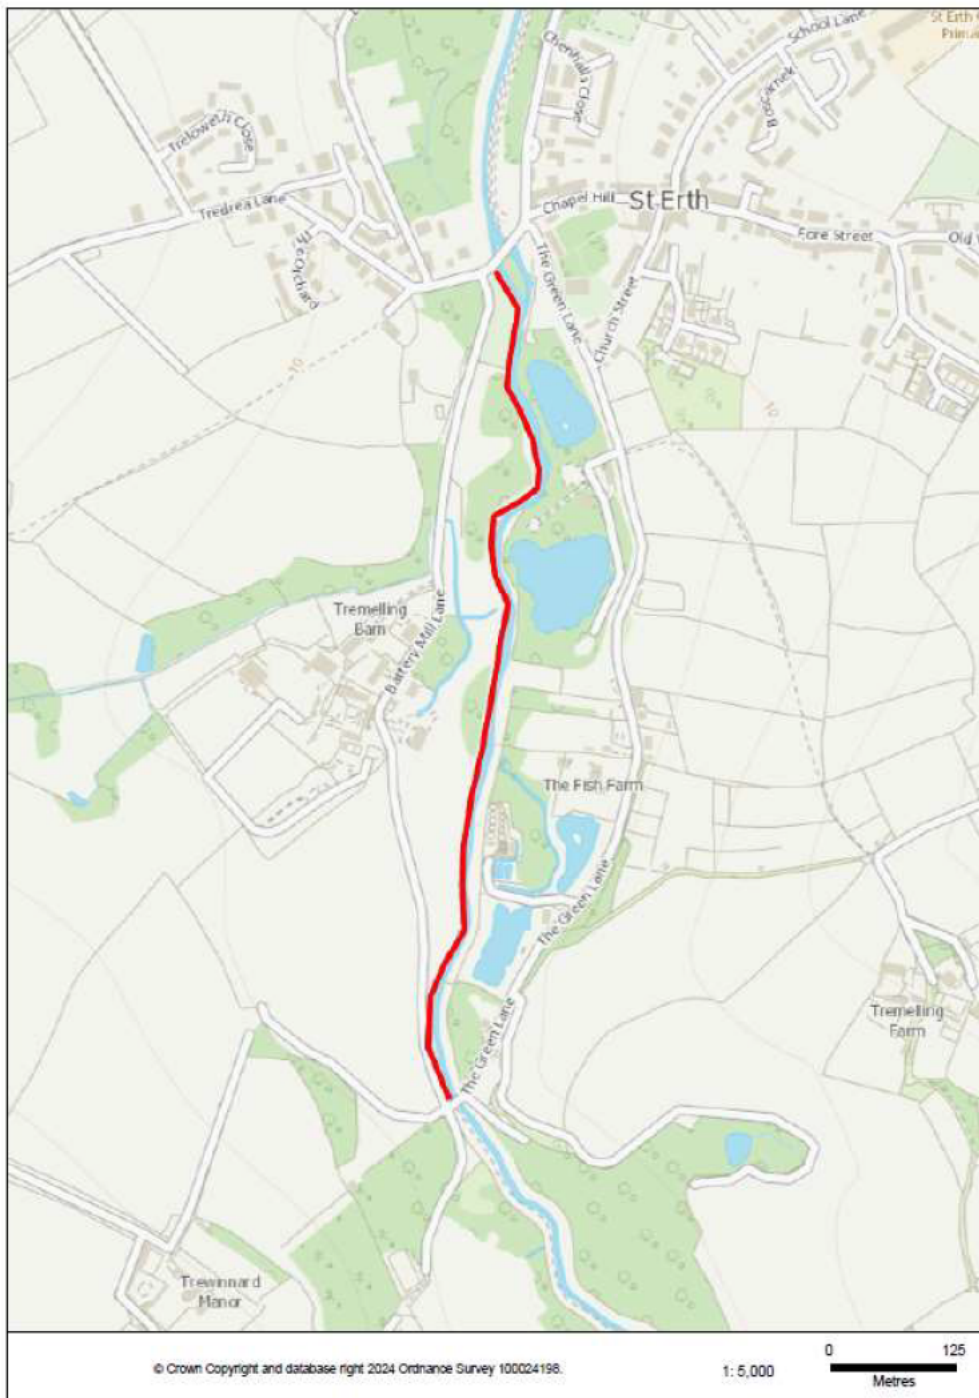 School Lane
St Erth
Chenhalls Close
Treloweth Close
Tredrea Lane
Chapel Hill
St Erth
Fore Street
Old
The Orchard
The Green Lane
Church Street
10
10
Tremelling
Barn
Battery Mill Lane
The Fish Farm
The Green Lane
The Green Lane
Tremelling
Farm
Trewinnard
Manor
© Crown Copyright and database right 2024 Ordnance Survey 100024198.
1: 5,000
0 125
Metres